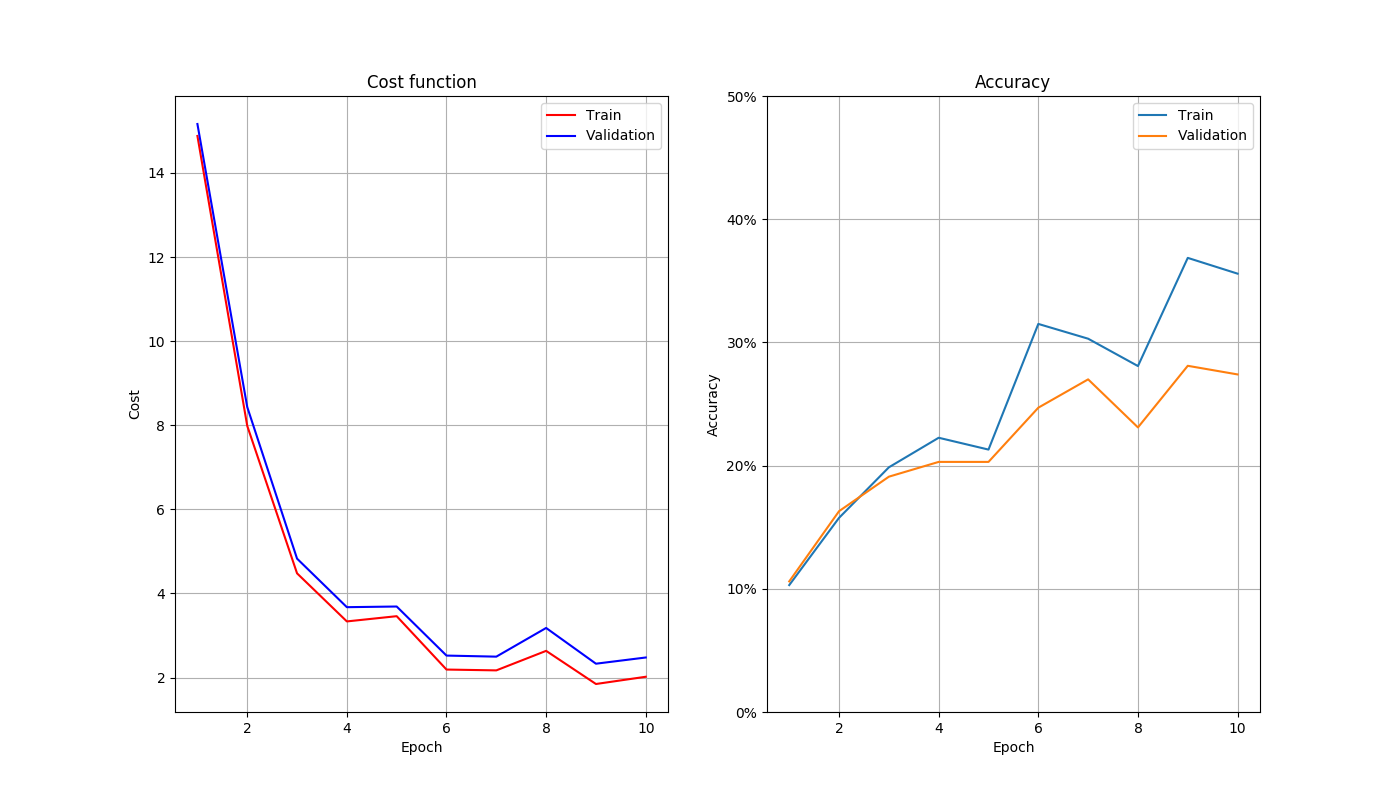 Cost function
Train
Validation
14
12
10
8
6
4
2
Cost
2 4 6 8 10
Epoch
Accuracy
Train
Validation
50%
40%
30%
20%
10%
0%
Accuracy
2 4 6 8 10
Epoch